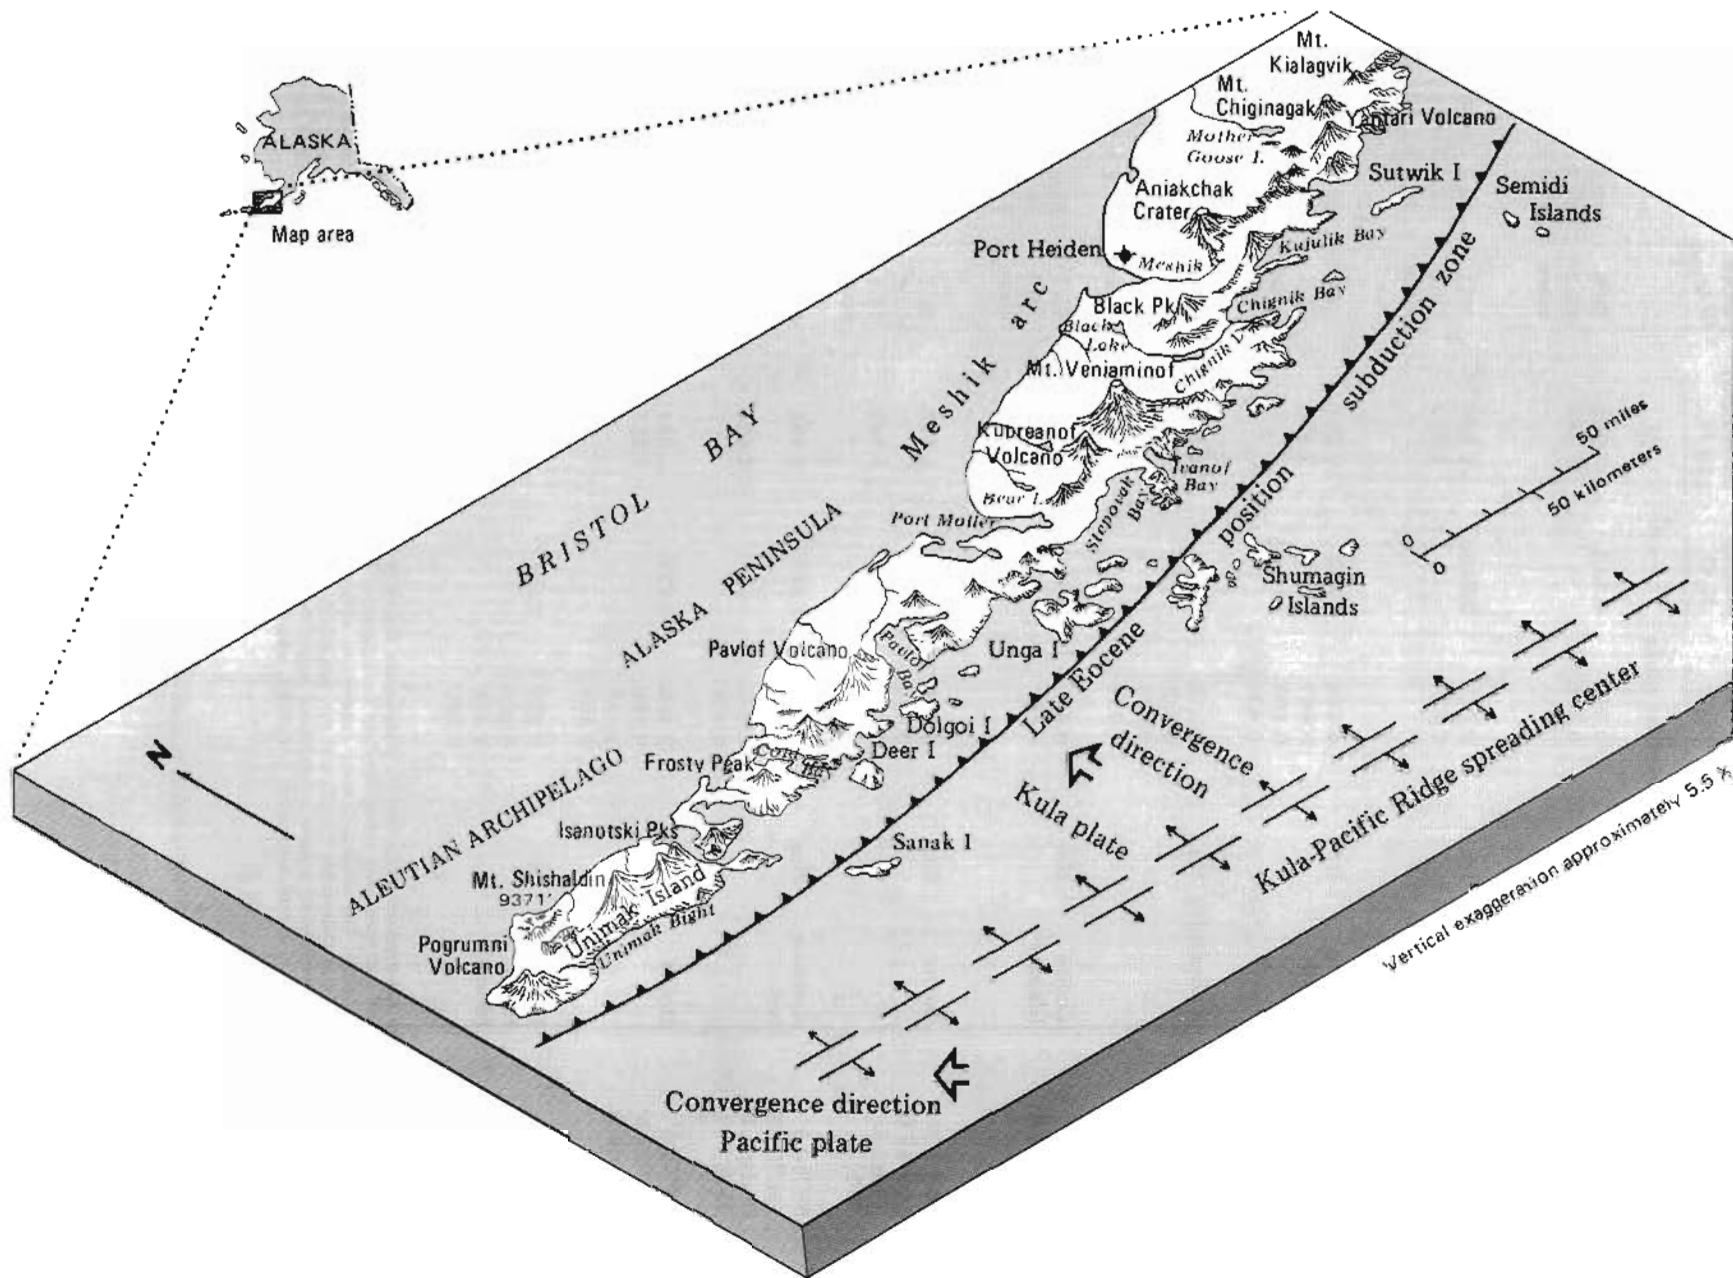 Mt.
Kialagvik
Mt.
Chiginagak
Yantari Volcano
Mother
Goose I.
ALASKA
Map area
Sutwik I
Semidi
Islands
Aniakchak
Crater
Port Heiden
Meshik
Kujulik Bay
Meshik arc
Black Pk
Chignik Bay
Black
Lake
Chignik L
Mt. Veniaminof
Late Eocene position subduction zone
BRISTOL BAY
Kupreanof
Volcano
Ivanof
Bay
Bear I.
Stepovak
Bay
Port Moller
50 miles
50 kilometers
0
0
ALASKA PENINSULA
Shumagin
Islands
Unga I
Pavlof Volcano
Pavlof
Bay
Dolgoi I
Deer I
Cold
Frosty Peak
Convergence
direction
Kula plate
Kula-Pacific Ridge spreading center
Vertical exaggeration approximately 5.5 X
N
ALEUTIAN ARCHIPELAGO
Isanotski Pks
Sanak I
Mt. Shishaldin
9371'
Unimak Island
Unimak Bight
Pogrumni
Volcano
Convergence direction
Pacific plate